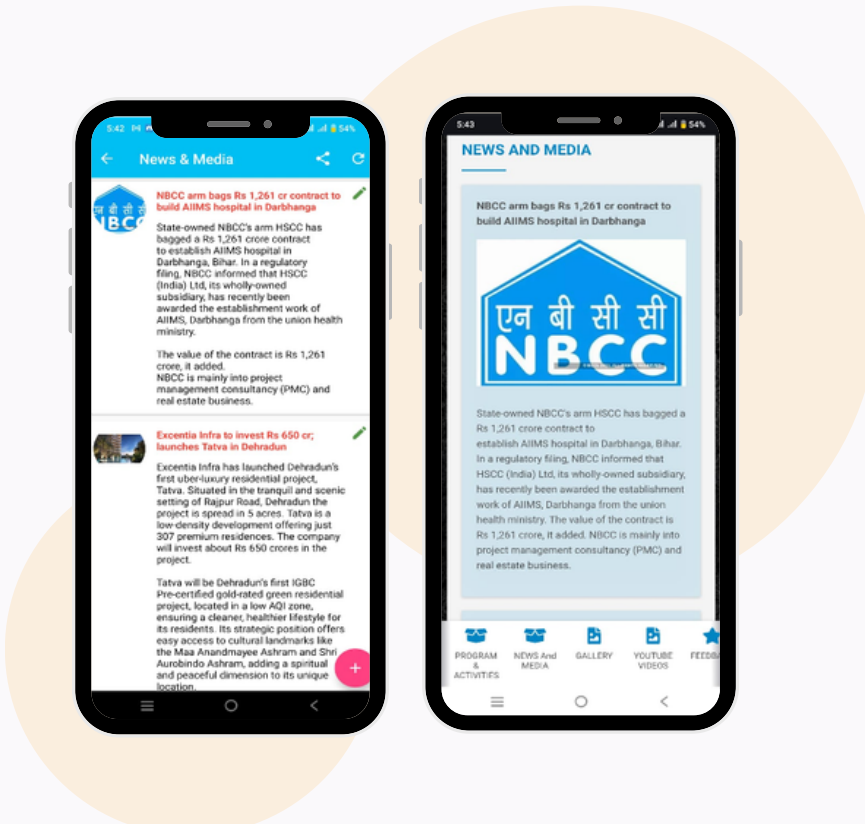 5:42
54%
News & Media
एन बी सी सी
NBCC
NBCC arm bags Rs 1,261 cr contract to
build AIIMS hospital in Darbhanga
State-owned NBCC's arm HSCC has
bagged a Rs 1,261 crore contract
to establish AIIMS hospital in
Darbhanga, Bihar. In a regulatory
filing, NBCC informed that HSCC
(India) Ltd, its wholly-owned
subsidiary, has recently been
awarded the establishment work of
AIIMS, Darbhanga from the union health
ministry.
The value of the contract is Rs 1,261
crore, it added.
NBCC is mainly into project
management consultancy (PMC) and
real estate business.
Excentia Infra to invest Rs 650 cr;
launches Tatva in Dehradun
Excentia Infra has launched Dehradun's
first uber-luxury residential project,
Tatva. Situated in the tranquil and scenic
setting of Rajpur Road, Dehradun the
project is spread in 5 acres. Tatva is a
low-density development offering just
307 premium residences. The company
will invest about Rs 650 crores in the
project.
Tatva will be Dehradun's first IGBC
Pre-certified gold-rated green residential
project, located in a low AQI zone,
ensuring a cleaner, healthier lifestyle for
its residents. Its strategic position offers
easy access to cultural landmarks like
the Maa Anandmayee Ashram and Shri
Aurobindo Ashram, adding a spiritual
and peaceful dimension to its unique
location.
5:43
54%
NEWS AND MEDIA
NBCC arm bags Rs 1,261 cr contract to
build AIIMS hospital in Darbhanga
एन बी सी सी
NBCC
State-owned NBCC's arm HSCC has bagged a
Rs 1,261 crore contract to
establish AIIMS hospital in Darbhanga, Bihar.
In a regulatory filing, NBCC informed that
HSCC (India) Ltd, its wholly-owned subsidiary,
has recently been awarded the establishment
work of AIIMS, Darbhanga from the union
health ministry. The value of the contract is
Rs 1,261 crore, it added. NBCC is mainly into
project management consultancy (PMC) and
real estate business.
PROGRAM
&
ACTIVITIES
NEWS And
MEDIA
GALLERY
YOUTUBE
VIDEOS
FEEDBA